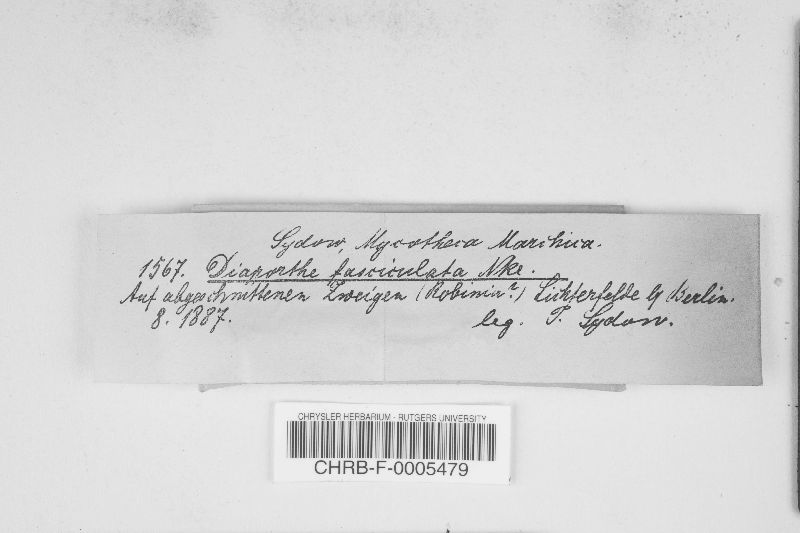 Sydow, Mycotheca Marchica.
1567. Diaporthe fasciculata Nke.
Auf abgeschnittenen Zweigen (Robinia?) Lichterfelde b/ Berlin.
8. 1887. leg. P. Sydow.
CHRYSLER HERBARIUM - RUTGERS UNIVERSITY
CHRB-F-0005479